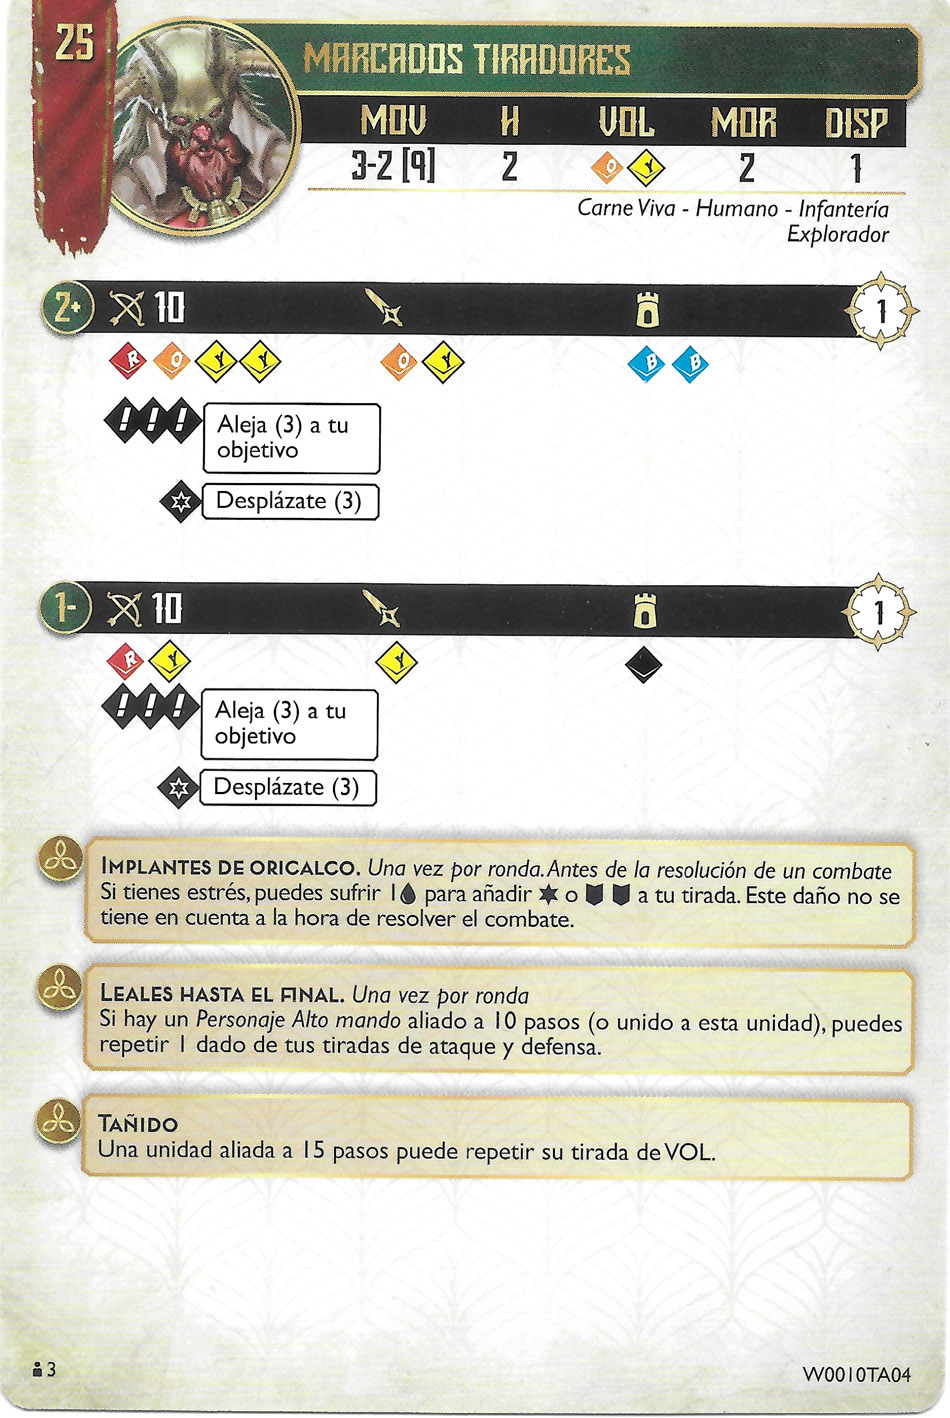 25
MARCADOS TIRADORES
MOV H VOL MOR DISP
3-2 [9] 2 O Y 2 1
Carne Viva - Humano - Infantería
Explorador
2+ 10 1
R O Y Y O Y B B
! ! ! Aleja (3) a tu
objetivo
Desplázate (3)
1- 10 1
R Y Y
! ! ! Aleja (3) a tu
objetivo
Desplázate (3)
IMPLANTES DE ORICALCO. Una vez por ronda. Antes de la resolución de un combate
Si tienes estrés, puedes sufrir 1 para añadir o a tu tirada. Este daño no se
tiene en cuenta a la hora de resolver el combate.
LEALES HASTA EL FINAL. Una vez por ronda
Si hay un Personaje Alto mando aliado a 10 pasos (o unido a esta unidad), puedes
repetir 1 dado de tus tiradas de ataque y defensa.
TAÑIDO
Una unidad aliada a 15 pasos puede repetir su tirada de VOL.
3
W0010TA04